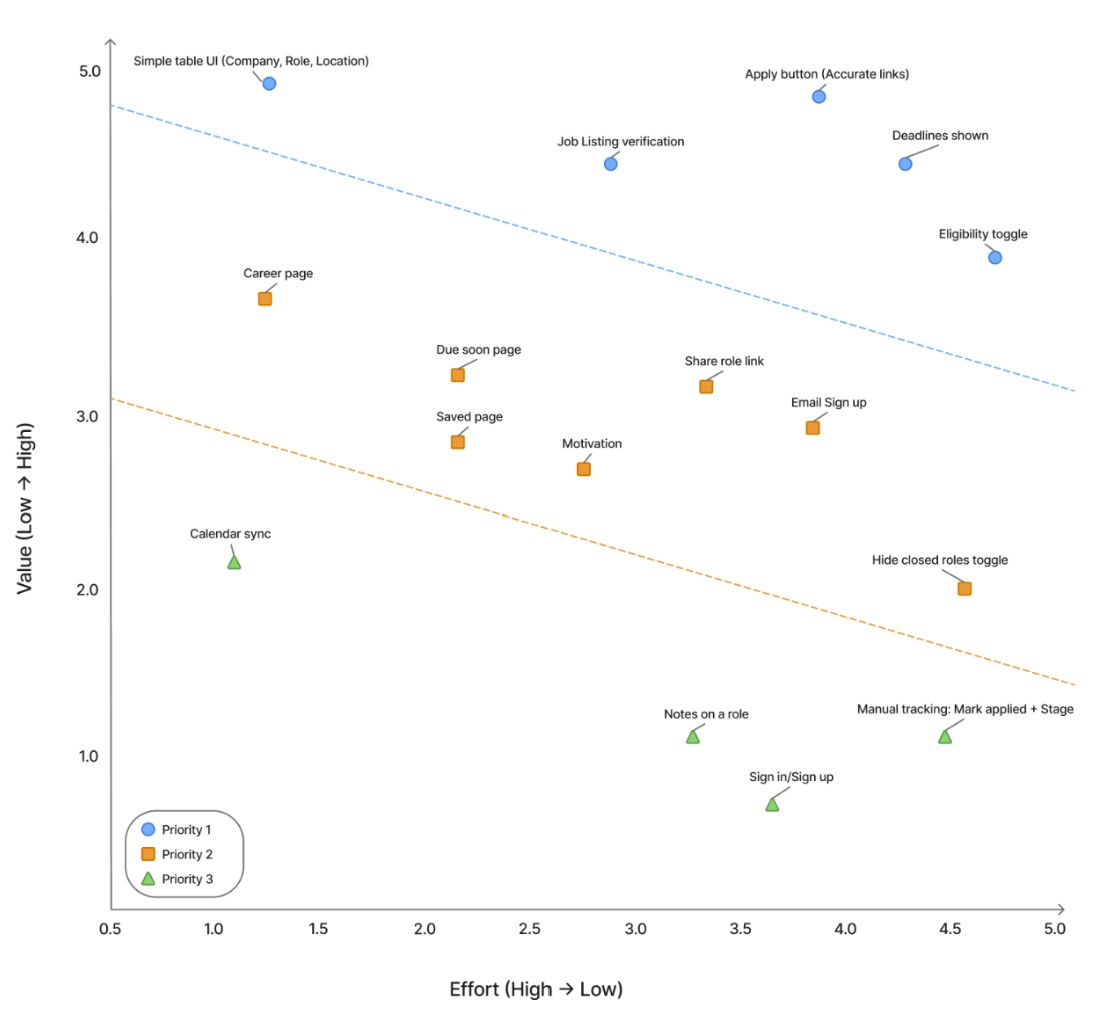 5.0
Simple table UI (Company, Role, Location)
Apply button (Accurate links)
Job Listing verification
Deadlines shown
4.0
Eligibility toggle
Career page
Due soon page
Share role link
3.0
Saved page
Email Sign up
Motivation
Value (Low → High)
Calendar sync
2.0
Hide closed roles toggle
Notes on a role
Manual tracking: Mark applied + Stage
1.0
Sign in/Sign up
Priority 1
Priority 2
Priority 3
0.5 1.0 1.5 2.0 2.5 3.0 3.5 4.0 4.5 5.0
Effort (High → Low)